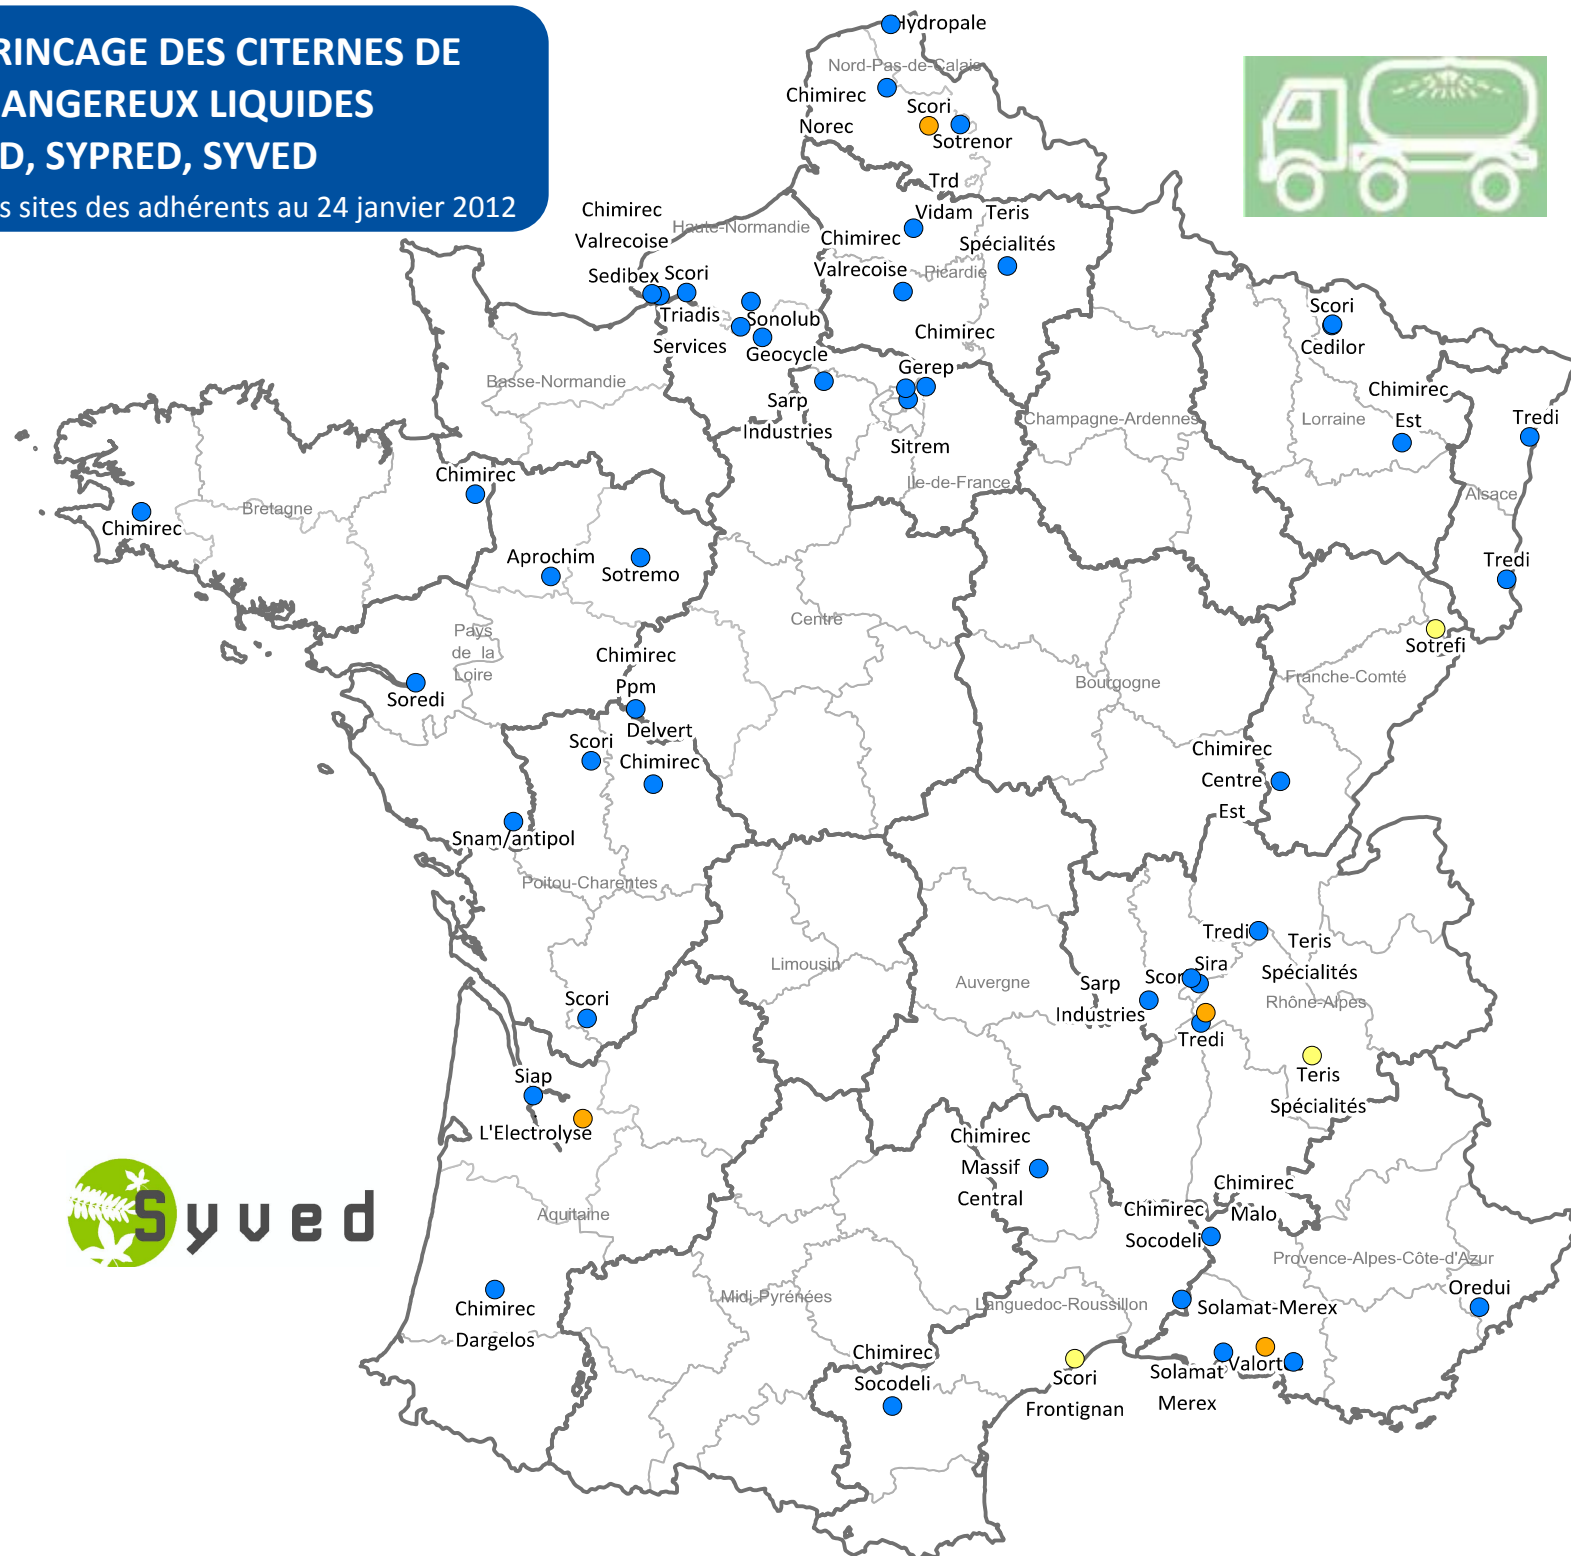 RINCAGE DES CITERNES DE
ANGEREUX LIQUIDES
D, SYPRED, SYVED
s sites des adhérents au 24 janvier 2012
Hydropale
Nord-Pas-de-Calais
Chimirec
Norec
Scori
Sotrenor
Trd
Vidam
Teris
Spécialités
Chimirec
Valrecoise
Haute-Normandie
Chimirec
Valrecoise
Picardie
Sedibex
Scori
Triadis
Services
Sonolub
Geocycle
Chimirec
Gerep
Scori
Cedilor
Basse-Normandie
Sarp
Industries
Sitrem
Ile-de-France
Champagne-Ardennes
Lorraine
Chimirec
Est
Tredi
Alsace
Chimirec
Bretagne
Chimirec
Aprochim
Sotremo
Tredi
Centre
Pays
de la
Loire
Soredi
Chimirec
Ppm
Delvert
Sotrefi
Franche-Comté
Bourgogne
Scori
Chimirec
Chimirec
Centre
Est
Snam/antipol
Poitou-Charentes
Limousin
Auvergne
Tredi
Teris
Spécialités
Scori
Sira
Rhône-Alpes
Sarp
Industries
Tredi
Scori
Teris
Spécialités
Siap
L'Electrolyse
Chimirec
Massif
Central
Syved
Aquitaine
Chimirec
Malo
Chimirec
Socodeli
Provence-Alpes-Côte-d'Azur
Chimirec
Dargelos
Midi-Pyrénées
Languedoc-Roussillon
Solamat-Merex
Oredui
Chimirec
Socodeli
Scori
Frontignan
Solamat
Merex